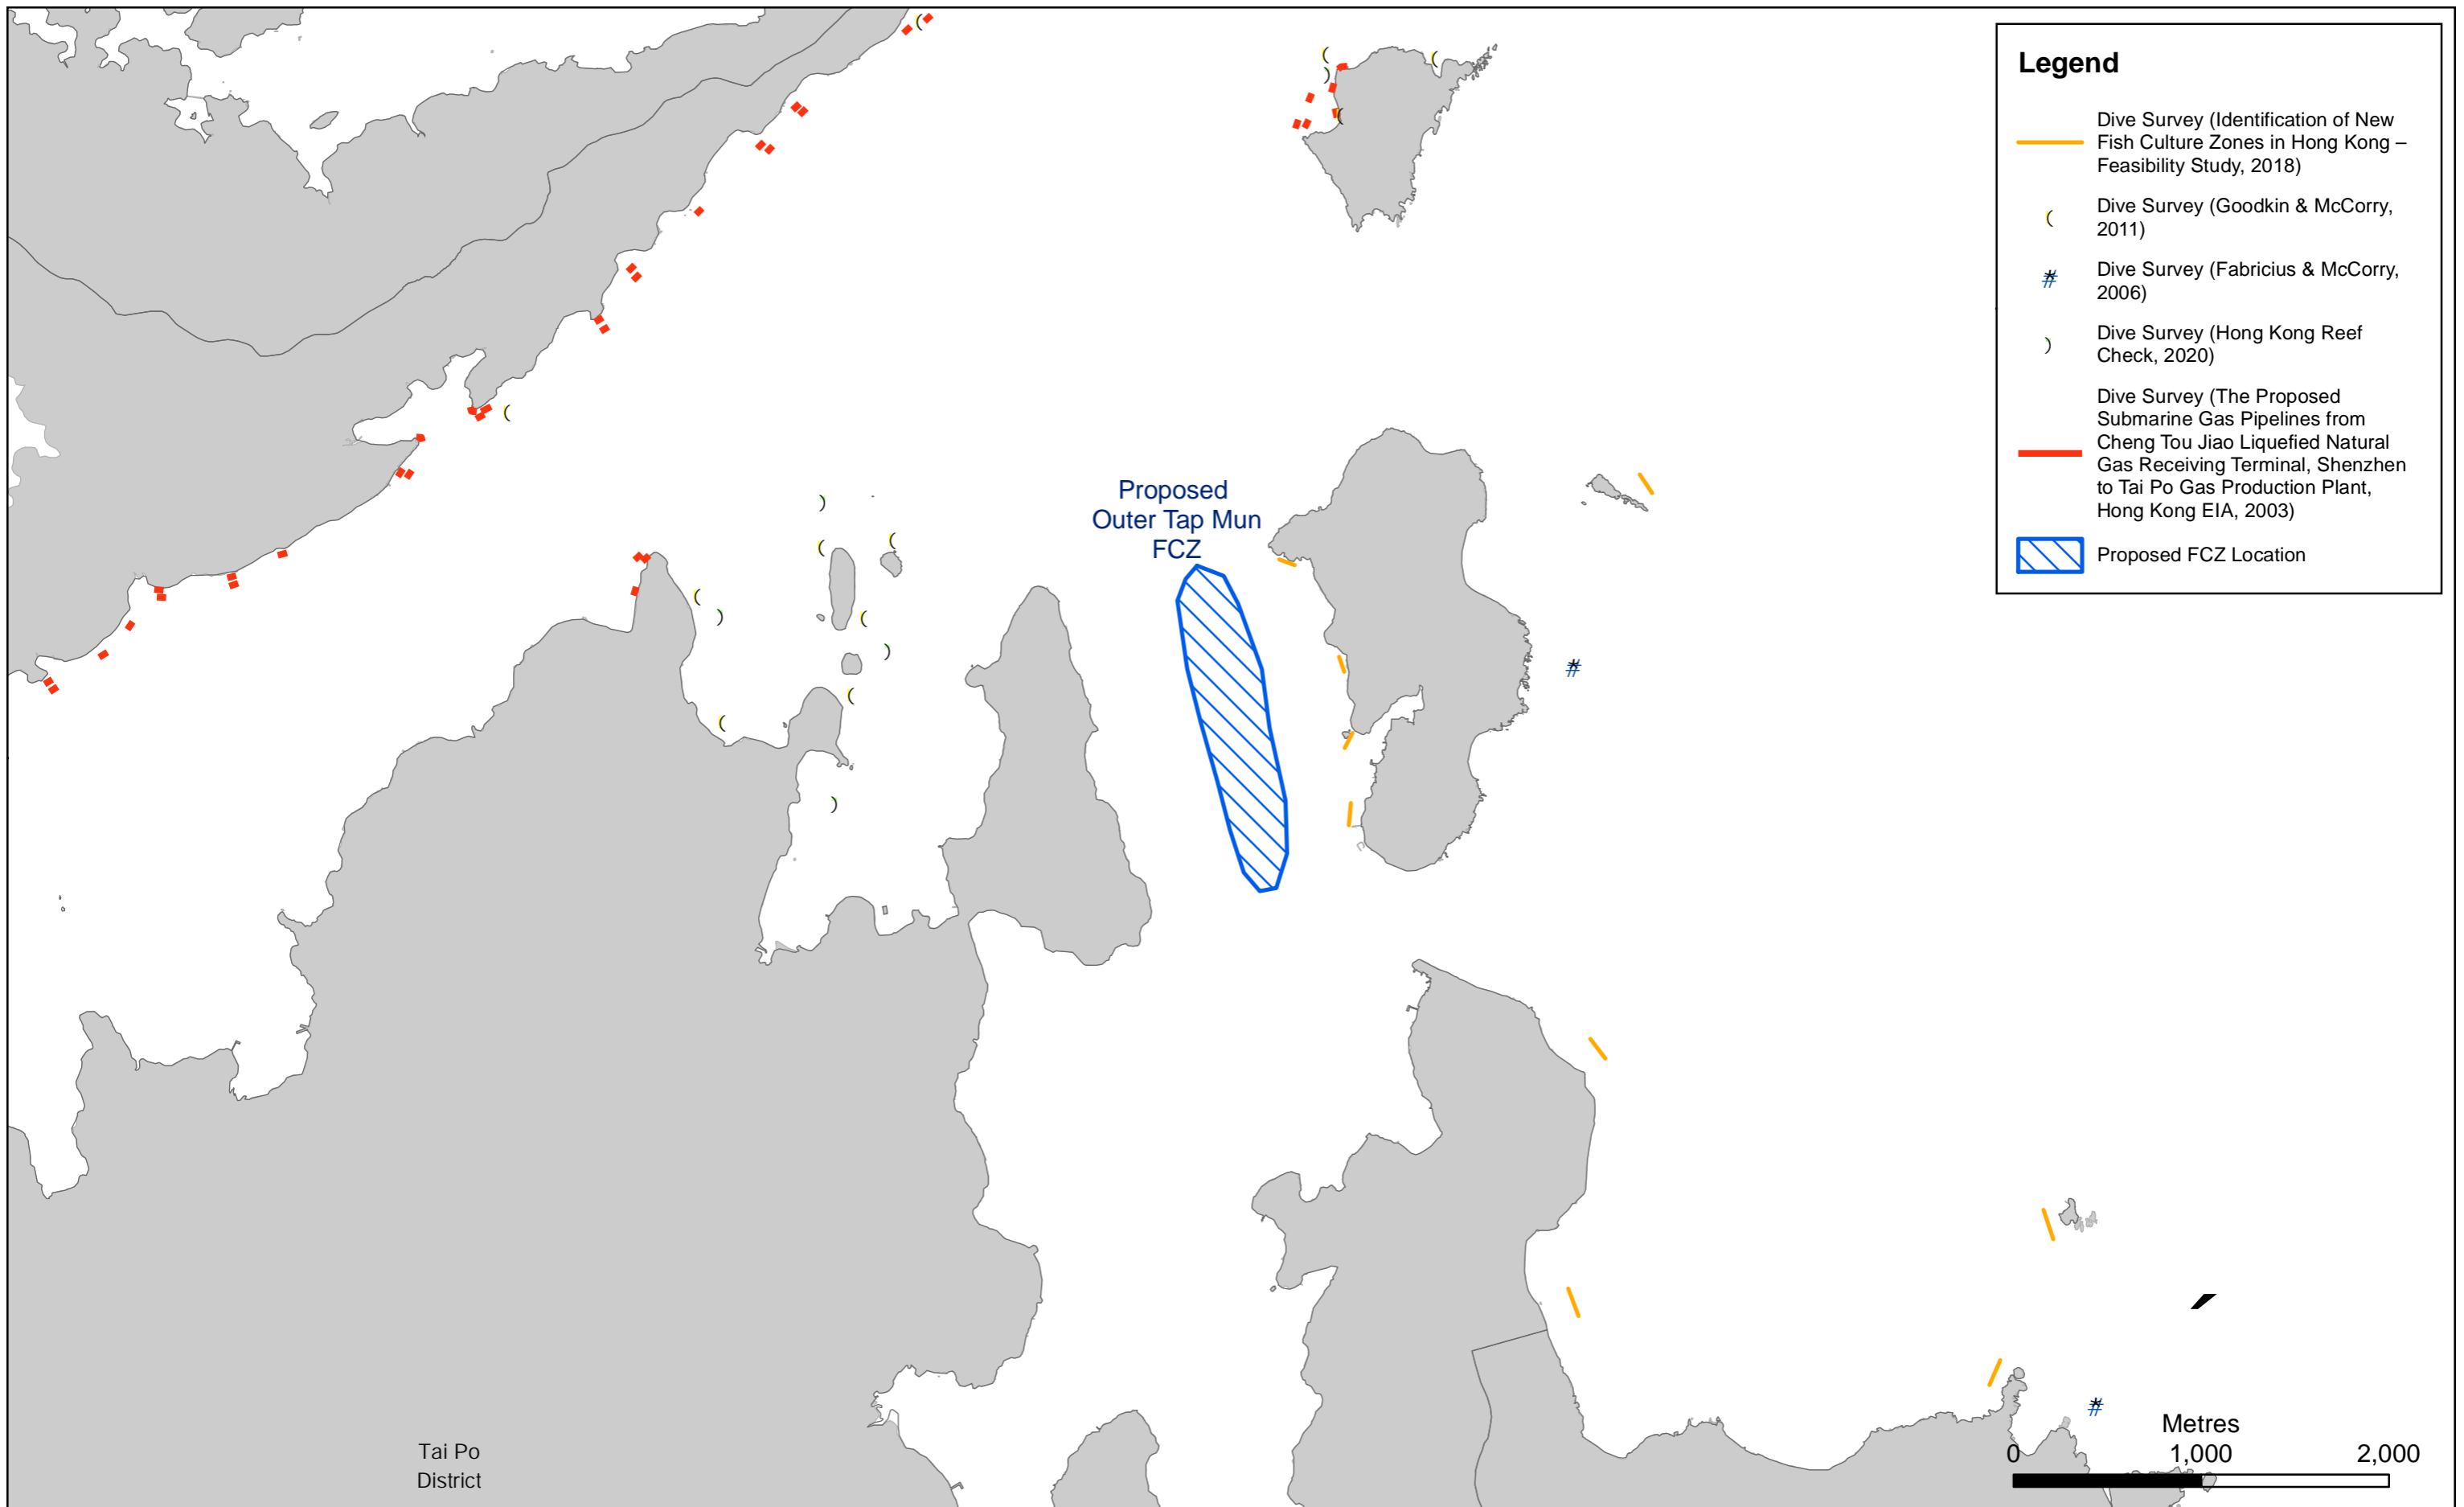 Legend
Dive Survey (Identification of New
Fish Culture Zones in Hong Kong –
Feasibility Study, 2018)
Dive Survey (Goodkin & McCorry,
2011)
Dive Survey (Fabricius & McCorry,
2006)
Dive Survey (Hong Kong Reef
Check, 2020)
Dive Survey (The Proposed
Submarine Gas Pipelines from
Cheng Tou Jiao Liquefied Natural
Gas Receiving Terminal, Shenzhen
to Tai Po Gas Production Plant,
Hong Kong EIA, 2003)
Proposed FCZ Location
Proposed
Outer Tap Mun
FCZ
Tai Po
District
Metres
0 1,000 2,000